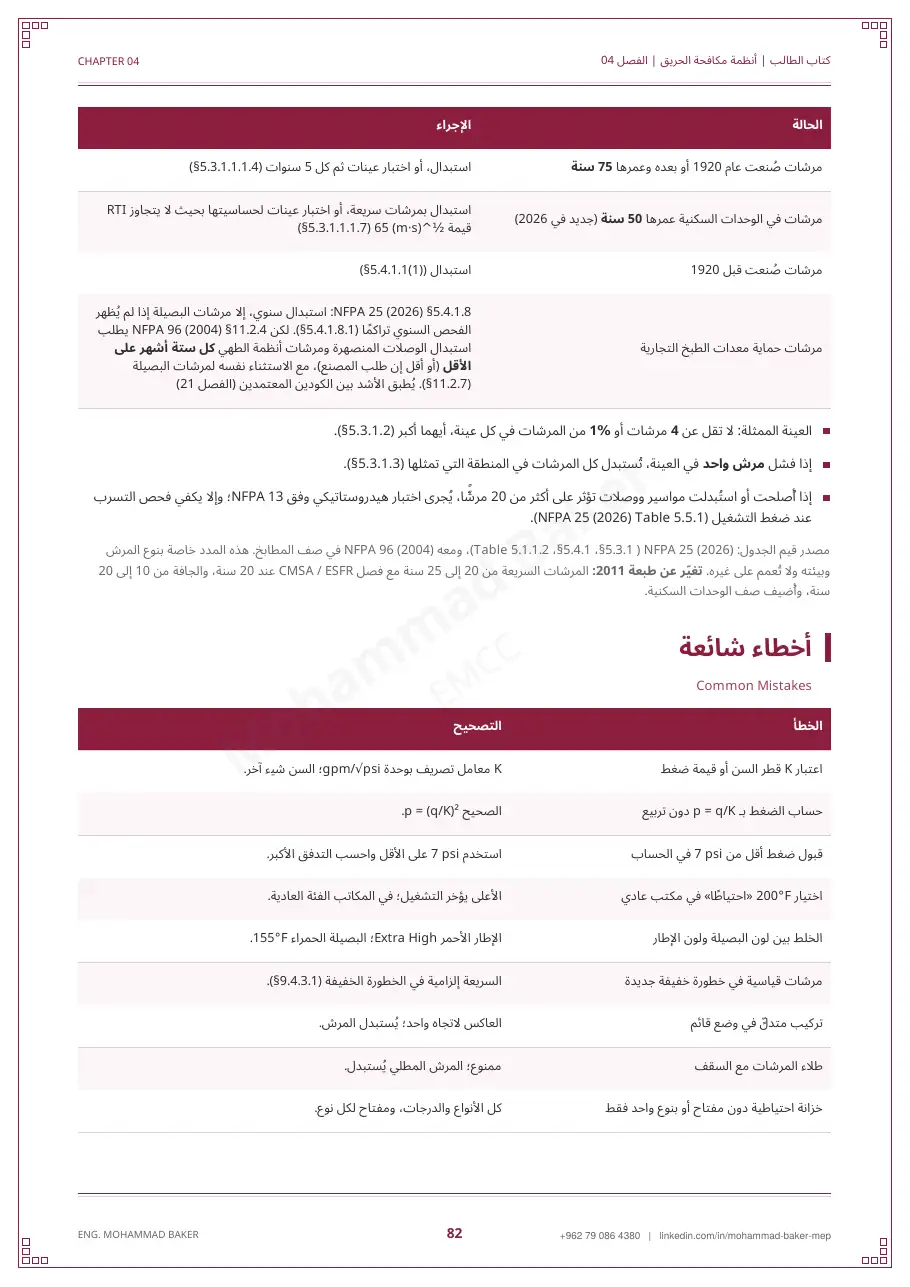 كتاب الطالب | أنظمة مكافحة الحريق | الفصل 04
CHAPTER 04
الحالة
الإجراء
مرشات صُنعت عام 1920 أو بعده وعمرها 75 سنة
استبدال، أو اختبار عينات ثم كل 5 سنوات (§5.3.1.1.1.4)
مرشات في الوحدات السكنية عمرها 50 سنة (جديد في 2026)
استبدال بمرشات سريعة، أو اختبار عينات لحساسيتها بحيث لا يتجاوز RTI
قيمة 65 (m·s)^½ (§5.3.1.1.1.7)
مرشات صُنعت قبل 1920
استبدال (§5.4.1.1(1))
مرشات حماية معدات الطبخ التجارية
NFPA 25 (2026) §5.4.1.8: استبدال سنوي، إلا مرشات البصيلة إذا لم يُظهر
الفحص السنوي تراكمًا (§5.4.1.8.1). لكن NFPA 96 (2004) §11.2.4 يطلب
استبدال الوصلات المنصهرة ومرشات أنظمة الطهي كل ستة أشهر على
الأقل (أو أقل إن طلب المصنع)، مع الاستثناء نفسه لمرشات البصيلة
(§11.2.7). يُطبق الأشد بين الكودين المعتمدين (الفصل 21)
العينة الممثلة: لا تقل عن 4 مرشات أو 1% من المرشات في كل عينة، أيهما أكبر (§5.3.1.2).
إذا فشل مرش واحد في العينة، تُستبدل كل المرشات في المنطقة التي تمثلها (§5.3.1.3).
إذا أُصلحت أو استُبدلت مواسير ووصلات تؤثر على أكثر من 20 مرشًّا، يُجرى اختبار هيدروستاتيكي وفق NFPA 13؛ وإلا يكفي فحص التسرب
عند ضغط التشغيل (NFPA 25 (2026) Table 5.5.1).
مصدر قيم الجدول: NFPA 25 (2026) (§5.3.1، §5.4.1، Table 5.1.1.2)، ومعه NFPA 96 (2004) في صف المطابخ. هذه المدد خاصة بنوع المرش
وبيئته ولا تُعمم على غيره. تغيّر عن طبعة 2011: المرشات السريعة من 20 إلى 25 سنة مع فصل CMSA / ESFR عند 20 سنة، والجافة من 10 إلى 20
سنة، وأُضيف صف الوحدات السكنية.
أخطاء شائعة
Common Mistakes
الخطأ
التصحيح
اعتبار K قطر السن أو قيمة ضغط
K معامل تصريف بوحدة gpm/√psi؛ السن شيء آخر.
حساب الضغط بـ p = q/K دون تربيع
الصحيح p = (q/K)².
قبول ضغط أقل من 7 psi في الحساب
استخدم 7 psi على الأقل واحسب التدفق الأكبر.
اختيار 200°F «احتياطًا» في مكتب عادي
الأعلى يؤخر التشغيل؛ في المكاتب الفئة العادية.
الخلط بين لون البصيلة ولون الإطار
الإطار الأحمر Extra High؛ البصيلة الحمراء 155°F.
مرشات قياسية في خطورة خفيفة جديدة
السريعة إلزامية في الخطورة الخفيفة (§9.4.3.1).
تركيب متدلّ في وضع قائم
العاكس لاتجاه واحد؛ يُستبدل المرش.
طلاء المرشات مع السقف
ممنوع؛ المرش المطلي يُستبدل.
خزانة احتياطية دون مفتاح أو بنوع واحد فقط
كل الأنواع والدرجات، ومفتاح لكل نوع.
Mohammad Baker
EMCC
ENG. MOHAMMAD BAKER
82
+962 79 086 4380 | linkedin.com/in/mohammad-baker-mep